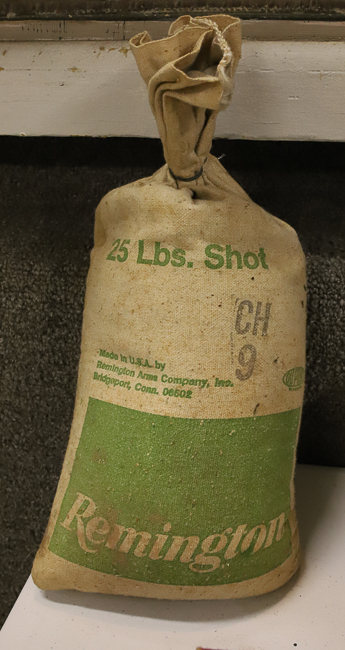 25 Lbs. Shot
CH
9
Made in U.S.A. by
Remington Arms Company, Inc.
Bridgeport, Conn. 06602
Remington